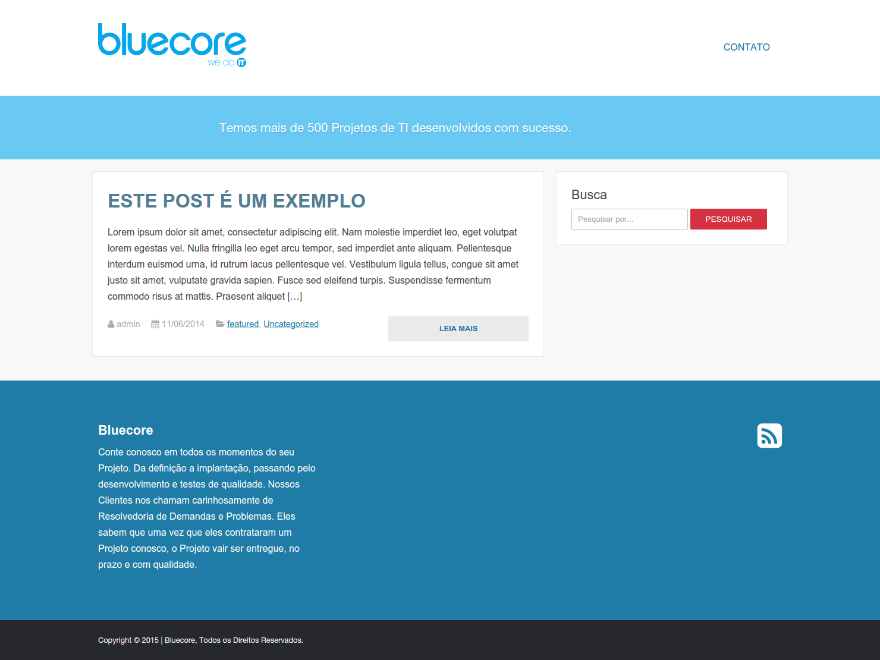 bluecore
we do IT
CONTATO
Temos mais de 500 Projetos de TI desenvolvidos com sucesso.
ESTE POST É UM EXEMPLO
Lorem ipsum dolor sit amet, consectetur adipiscing elit. Nam molestie imperdiet leo, eget volutpat
lorem egestas vel. Nulla fringilla leo eget arcu tempor, sed imperdiet ante aliquam. Pellentesque
interdum euismod urna, id rutrum lacus pellentesque vel. Vestibulum ligula tellus, congue sit amet
justo sit amet, vulputate gravida sapien. Fusce sed eleifend turpis. Suspendisse fermentum
commodo risus at mattis. Praesent aliquet […]
admin 11/06/2014 featured, Uncategorized
LEIA MAIS
Busca
Pesquisar por...
PESQUISAR
Bluecore
Conte conosco em todos os momentos do seu
Projeto. Da definição a implantação, passando pelo
desenvolvimento e testes de qualidade. Nossos
Clientes nos chamam carinhosamente de
Resolvedoria de Demandas e Problemas. Eles
sabem que uma vez que eles contrataram um
Projeto conosco, o Projeto vair ser entregue, no
prazo e com qualidade.
Copyright © 2015 | Bluecore, Todos os Direitos Reservados.